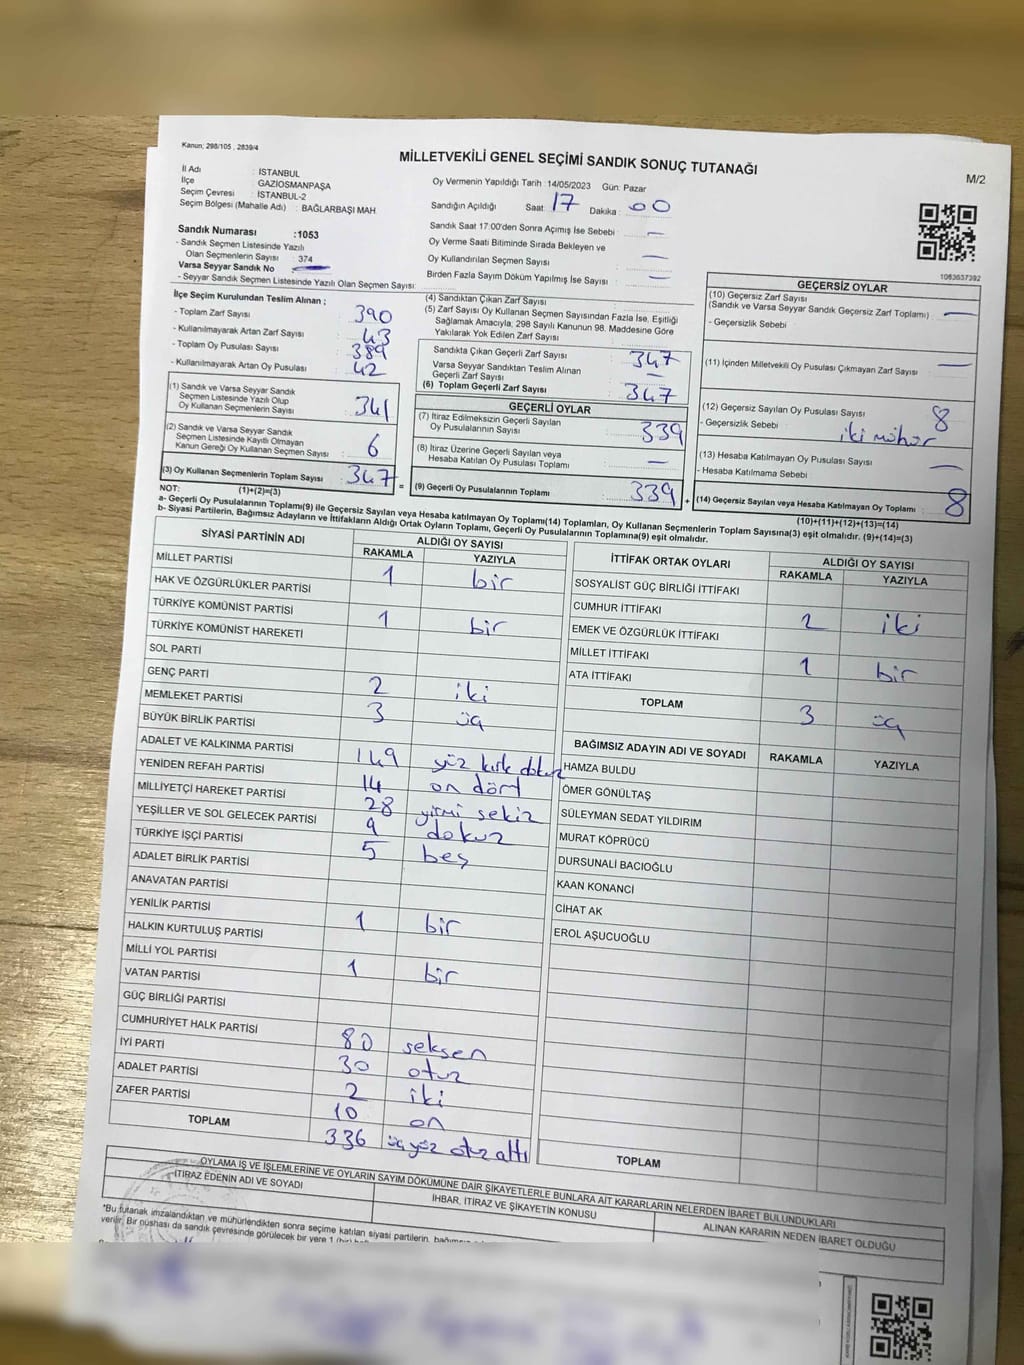 Kanun; 298/105 , 2839/4
MİLLETVEKİLİ GENEL SEÇİMİ SANDIK SONUÇ TUTANAĞI
M/2
İl Adı : İSTANBUL
İlçe : GAZİOSMANPAŞA
Seçim Çevresi : İSTANBUL-2
Seçim Bölgesi (Mahalle Adı) : BAĞLARBAŞI MAH
Oy Vermenin Yapıldığı Tarih :14/05/2023 Gün: Pazar
Sandığın Açıldığı Saat : 17 Dakika : 00
Sandık Saat 17:00'den Sonra Açımış İse Sebebi : —
Oy Verme Saati Bitiminde Sırada Bekleyen ve
Oy Kullandırılan Seçmen Sayısı : —
Birden Fazla Sayım Döküm Yapılmış İse Sayısı : —
Sandık Numarası :1053
- Sandık Seçmen Listesinde Yazılı
Olan Seçmenlerin Sayısı : 374
Varsa Seyyar Sandık No :
- Seyyar Sandık Seçmen Listesinde Yazılı Olan Seçmen Sayısı:
1063637392
İlçe Seçim Kurulundan Teslim Alınan ;
- Toplam Zarf Sayısı : 390
- Kullanılmayarak Artan Zarf Sayısı : 43
- Toplam Oy Pusulası Sayısı : 389
- Kullanılmayarak Artan Oy Pusulası : 42
(1) Sandık ve Varsa Seyyar Sandık
Seçmen Listesinde Yazılı Olup
Oy Kullanan Seçmenlerin Sayısı : 341
(2) Sandık ve Varsa Seyyar Sandık
Seçmen Listesinde Kayıtlı Olmayan
Kanun Gereği Oy Kullanan Seçmen Sayısı : 6
(3) Oy Kullanan Seçmenlerin Toplam Sayısı : 347
(1)+(2)=(3)
(4) Sandıktan Çıkan Zarf Sayısı :
(5) Zarf Sayısı Oy Kullanan Seçmen Sayısından Fazla İse, Eşitliği
Sağlamak Amacıyla; 298 Sayılı Kanunun 98. Maddesine Göre
Yakılarak Yok Edilen Zarf Sayısı :
Sandıkta Çıkan Geçerli Zarf Sayısı : 347
Varsa Seyyar Sandıktan Teslim Alınan
Geçerli Zarf Sayısı : —
(6) Toplam Geçerli Zarf Sayısı : 347
GEÇERLİ OYLAR
(7) İtiraz Edilmeksizin Geçerli Sayılan
Oy Pusulalarının Sayısı : 339
(8) İtiraz Üzerine Geçerli Sayılan veya
Hesaba Katılan Oy Pusulası Toplamı : —
= (9) Geçerli Oy Pusulalarının Toplamı : 339 +
GEÇERSİZ OYLAR
(10) Geçersiz Zarf Sayısı
(Sandık ve Varsa Seyyar Sandık Geçersiz Zarf Toplamı) : —
- Geçersizlik Sebebi :
(11) İçinden Milletvekili Oy Pusulası Çıkmayan Zarf Sayısı : —
(12) Geçersiz Sayılan Oy Pusulası Sayısı : 8
- Geçersizlik Sebebi : iki mühür
(13) Hesaba Katılmayan Oy Pusulası Sayısı : —
- Hesaba Katılmama Sebebi :
(14) Geçersiz Sayılan veya Hesaba Katılmayan Oy Toplamı : 8
(10)+(11)+(12)+(13)=(14)
NOT:
a- Geçerli Oy Pusulalarının Toplamı(9) ile Geçersiz Sayılan veya Hesaba katılmayan Oy Toplamı(14) Toplamları, Oy Kullanan Seçmenlerin Toplam Sayısına(3) eşit olmalıdır. (9)+(14)=(3)
b- Siyasi Partilerin, Bağımsız Adayların ve İttifakların Aldığı Ortak Oyların Toplamı, Geçerli Oy Pusulalarının Toplamına(9) eşit olmalıdır.
SİYASİ PARTİNİN ADI
ALDIĞI OY SAYISI
RAKAMLA YAZIYLA
MİLLET PARTİSİ 1 bir
HAK VE ÖZGÜRLÜKLER PARTİSİ
TÜRKİYE KOMÜNİST PARTİSİ 1 bir
TÜRKİYE KOMÜNİST HAREKETİ
SOL PARTİ
GENÇ PARTİ 2 iki
MEMLEKET PARTİSİ 3 üç
BÜYÜK BİRLİK PARTİSİ
ADALET VE KALKINMA PARTİSİ 149 yüz kırk dokuz
YENİDEN REFAH PARTİSİ 14 on dört
MİLLİYETÇİ HAREKET PARTİSİ 28 yirmi sekiz
YEŞİLLER VE SOL GELECEK PARTİSİ 9 dokuz
TÜRKİYE İŞÇİ PARTİSİ 5 beş
ADALET BİRLİK PARTİSİ
ANAVATAN PARTİSİ
YENİLİK PARTİSİ 1 bir
HALKIN KURTULUŞ PARTİSİ
MİLLİ YOL PARTİSİ 1 bir
VATAN PARTİSİ
GÜÇ BİRLİĞİ PARTİSİ
CUMHURİYET HALK PARTİSİ 80 seksen
İYİ PARTİ 30 otuz
ADALET PARTİSİ 2 iki
ZAFER PARTİSİ 10 on
TOPLAM 336 üç yüz otuz altı
İTTİFAK ORTAK OYLARI
ALDIĞI OY SAYISI
RAKAMLA YAZIYLA
SOSYALİST GÜÇ BİRLİĞİ İTTİFAKI
CUMHUR İTTİFAKI 2 iki
EMEK VE ÖZGÜRLÜK İTTİFAKI
MİLLET İTTİFAKI 1 bir
ATA İTTİFAKI
TOPLAM 3 üç
BAĞIMSIZ ADAYIN ADI VE SOYADI RAKAMLA YAZIYLA
HAMZA BULDU
ÖMER GÖNÜLTAŞ
SÜLEYMAN SEDAT YILDIRIM
MURAT KÖPRÜCÜ
DURSUNALİ BACIOĞLU
KAAN KONANCİ
CİHAT AK
EROL AŞUCUOĞLU
TOPLAM
OYLAMA İŞ VE İŞLEMLERİNE VE OYLARIN SAYIM DÖKÜMÜNE DAİR ŞİKAYETLERLE BUNLARA AİT KARARLARIN NELERDEN İBARET BULUNDUKLARI
İTİRAZ EDENİN ADI VE SOYADI
İHBAR, İTİRAZ VE ŞİKAYETİN KONUSU
ALINAN KARARIN NEDEN İBARET OLDUĞU
*Bu tutanak imzalandıktan ve mühürlendikten sonra seçime katılan siyasi partilerin, bağımsız
verilir. Bir nüshası da sandık çevresinde görülecek bir yere 1 (bir)